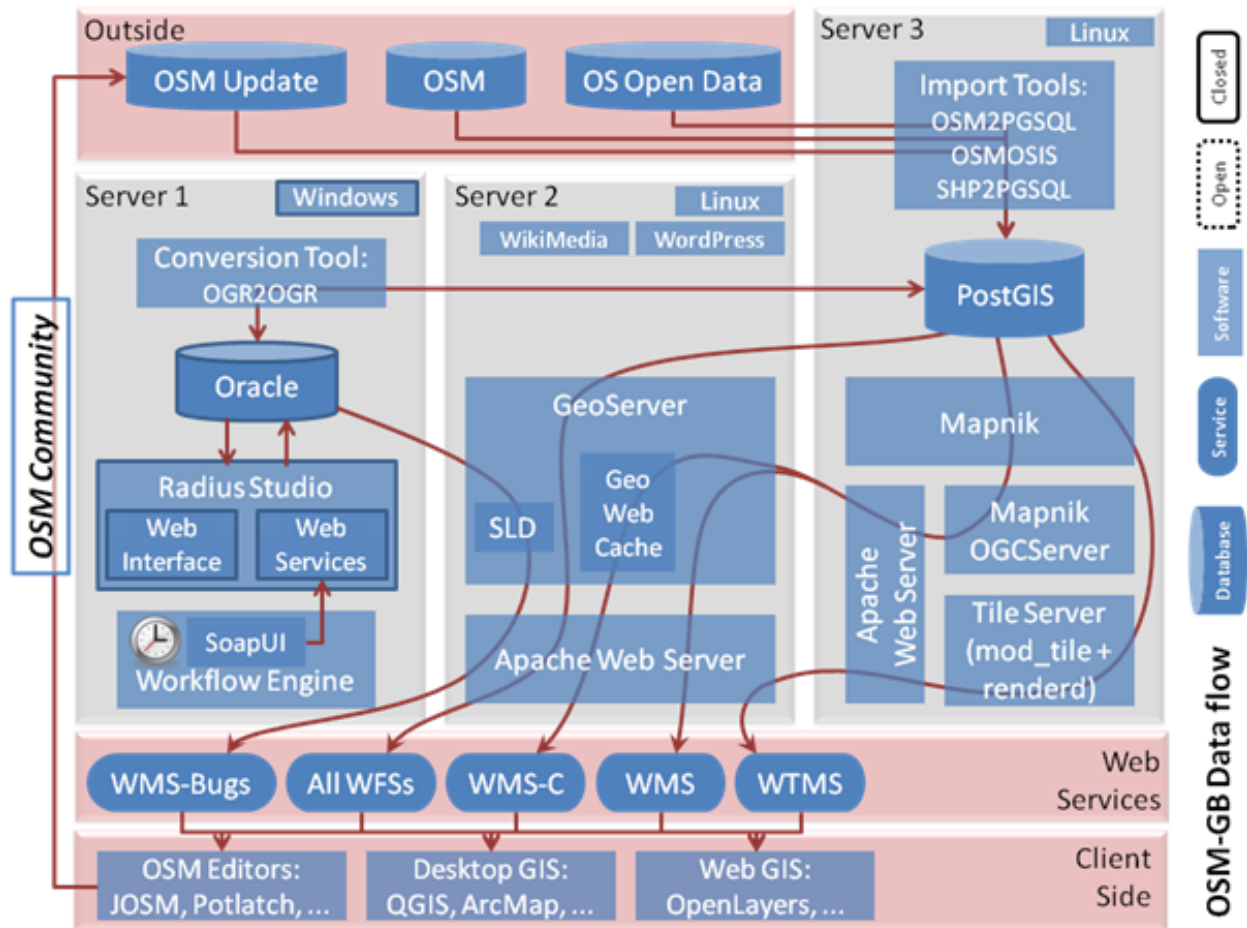 Outside
OSM Update
OSM
OS Open Data
Server 3
Linux
Import Tools:
OSM2PGSQL
OSMOSIS
SHP2PGSQL
Server 1
Windows
Conversion Tool:
OGR2OGR
Oracle
Radius Studio
Web
Interface
Web
Services
SoapUI
Workflow Engine
Server 2
Linux
WikiMedia
WordPress
GeoServer
SLD
Geo
Web
Cache
Apache Web Server
PostGIS
Mapnik
Mapnik
OGCServer
Apache
Web Server
Tile Server
(mod_tile +
renderd)
OSM Community
WMS-Bugs
All WFSs
WMS-C
WMS
WTMS
Web
Services
OSM Editors:
JOSM, Potlatch, ...
Desktop GIS:
QGIS, ArcMap, ...
Web GIS:
OpenLayers, ...
Client
Side
Closed
Open
Software
Service
Database
OSM-GB Data flow